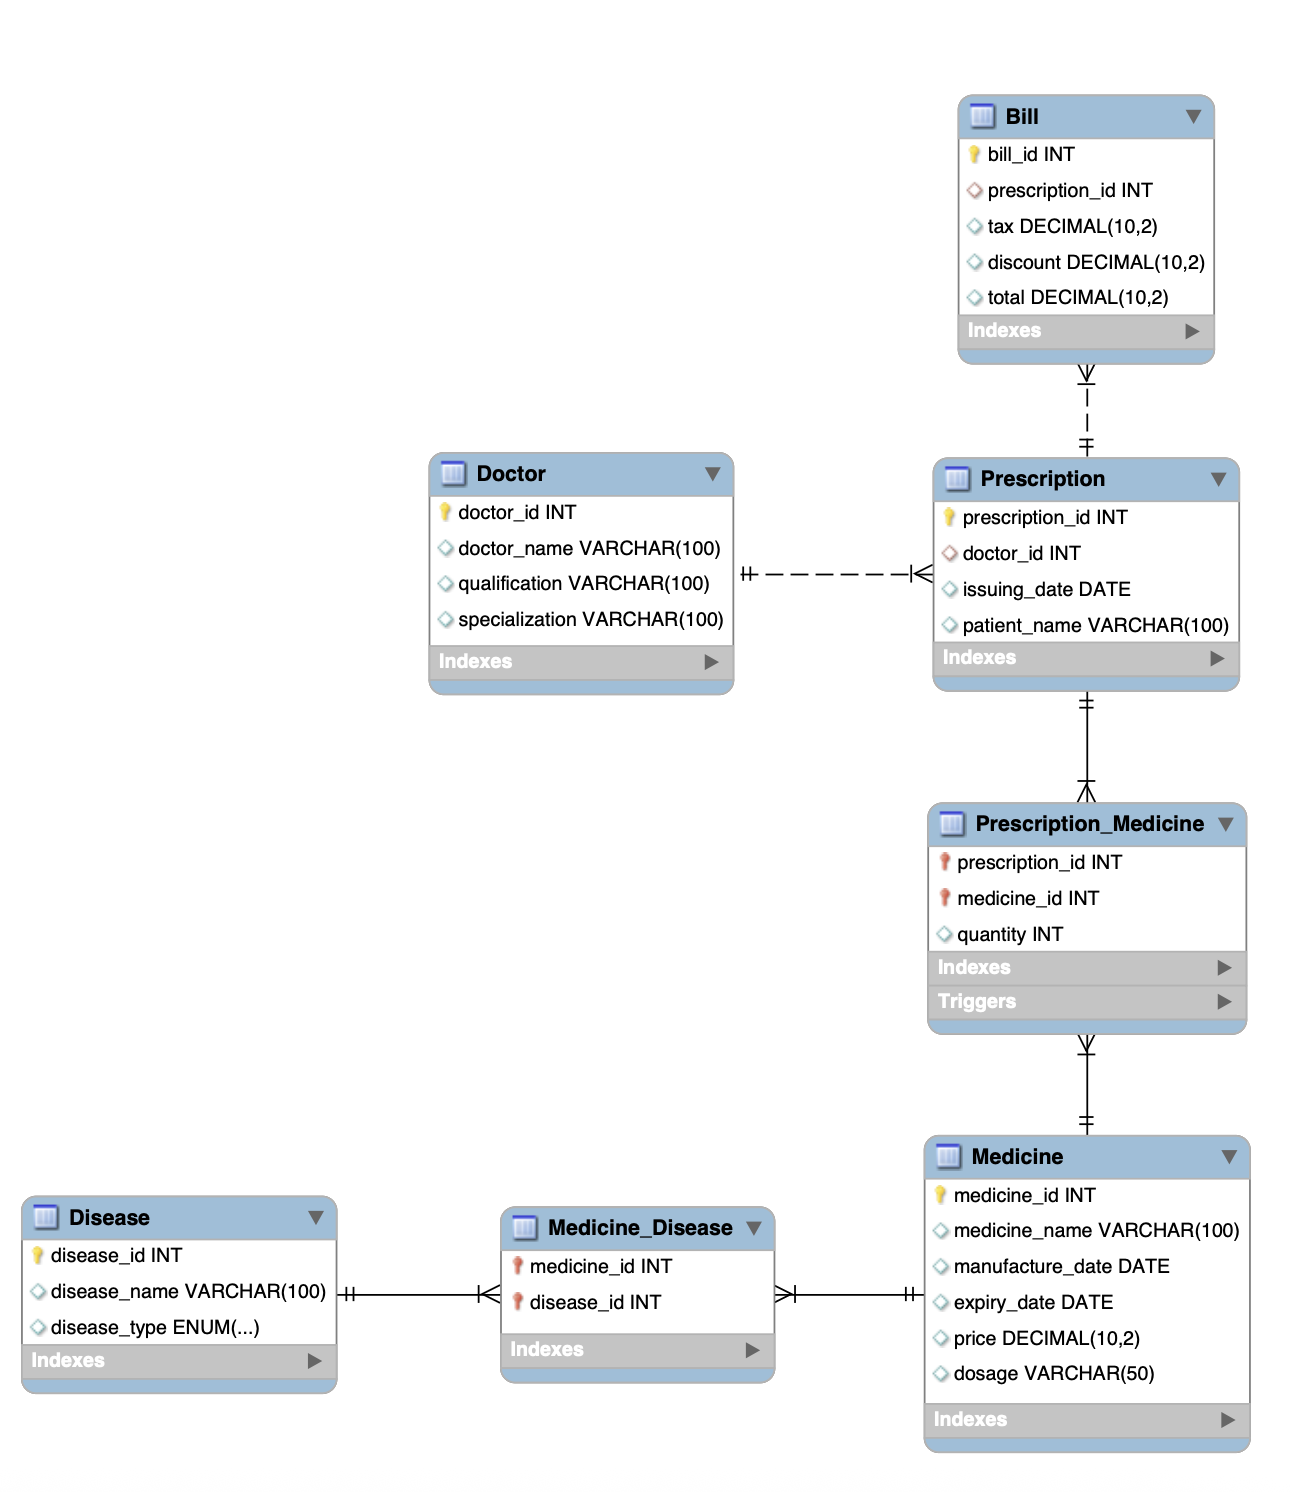 Bill
bill_id INT
prescription_id INT
tax DECIMAL(10,2)
discount DECIMAL(10,2)
total DECIMAL(10,2)
Indexes
Doctor
doctor_id INT
doctor_name VARCHAR(100)
qualification VARCHAR(100)
specialization VARCHAR(100)
Indexes
Prescription
prescription_id INT
doctor_id INT
issuing_date DATE
patient_name VARCHAR(100)
Indexes
Prescription_Medicine
prescription_id INT
medicine_id INT
quantity INT
Indexes
Triggers
Disease
disease_id INT
disease_name VARCHAR(100)
disease_type ENUM(...)
Indexes
Medicine_Disease
medicine_id INT
disease_id INT
Indexes
Medicine
medicine_id INT
medicine_name VARCHAR(100)
manufacture_date DATE
expiry_date DATE
price DECIMAL(10,2)
dosage VARCHAR(50)
Indexes